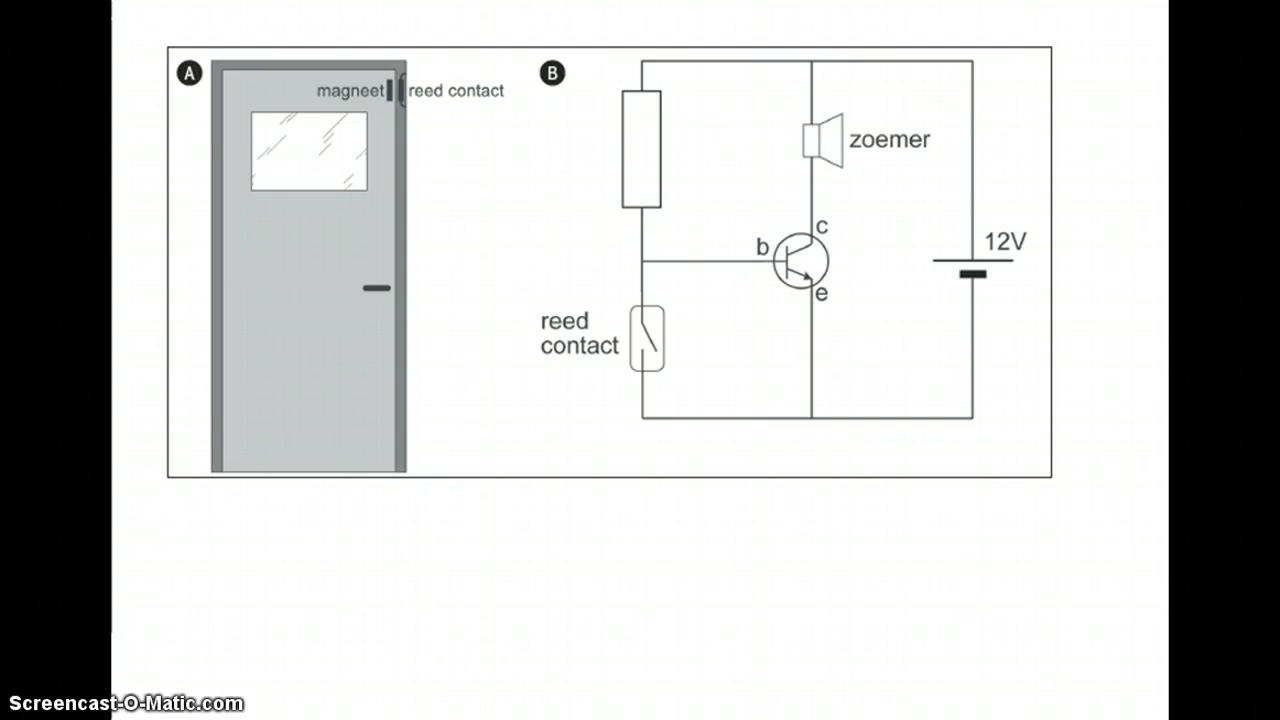 A
magneet
reed contact
B
zoemer
c
b
12V
e
reed
contact
Screencast-O-Matic.com